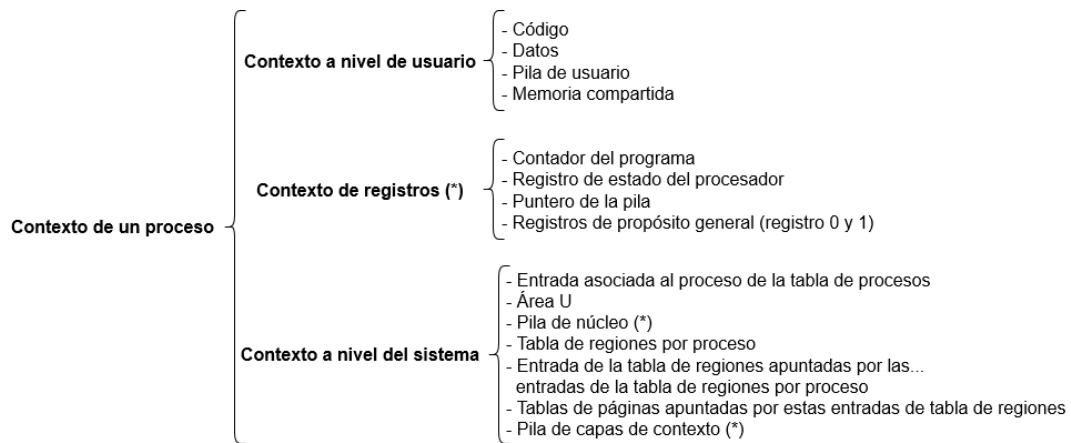 Contexto de un proceso
Contexto a nivel de usuario
- Código
- Datos
- Pila de usuario
- Memoria compartida
Contexto de registros (*)
- Contador del programa
- Registro de estado del procesador
- Puntero de la pila
- Registros de propósito general (registro 0 y 1)
Contexto a nivel del sistema
- Entrada asociada al proceso de la tabla de procesos
- Área U
- Pila de núcleo (*)
- Tabla de regiones por proceso
- Entrada de la tabla de regiones apuntadas por las...
entradas de la tabla de regiones por proceso
- Tablas de páginas apuntadas por estas entradas de tabla de regiones
- Pila de capas de contexto (*)